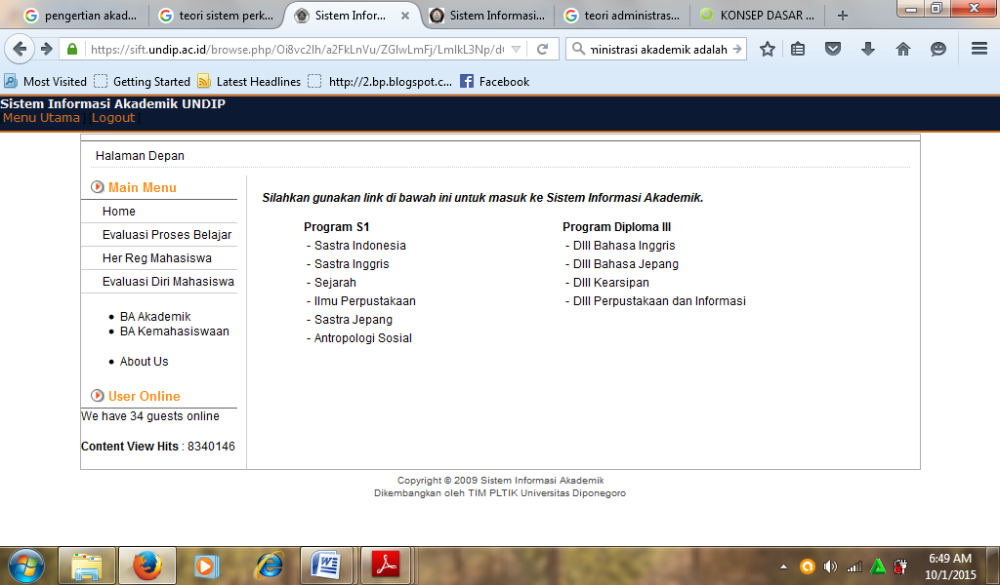 pengertian akad...
teori sistem perk...
Sistem Infor...
Sistem Informasi...
teori administras...
KONSEP DASAR ...
https://sift.undip.ac.id/browse.php/Oi8vc2lh/a2FkLnVu/ZGlwLmFj/LmlkL3Np/d
ministrasi akademik adalah
Most Visited
Getting Started
Latest Headlines
http://2.bp.blogspot.c...
Facebook
Sistem Informasi Akademik UNDIP
Menu Utama | Logout |
Halaman Depan
Main Menu
Home
Evaluasi Proses Belajar
Her Reg Mahasiswa
Evaluasi Diri Mahasiswa
BA Akademik
BA Kemahasiswaan
About Us
User Online
We have 34 guests online
Content View Hits : 8340146
Silahkan gunakan link di bawah ini untuk masuk ke Sistem Informasi Akademik.
Program S1
- Sastra Indonesia
- Sastra Inggris
- Sejarah
- Ilmu Perpustakaan
- Sastra Jepang
- Antropologi Sosial
Program Diploma III
- DIII Bahasa Inggris
- DIII Bahasa Jepang
- DIII Kearsipan
- DIII Perpustakaan dan Informasi
Copyright © 2009 Sistem Informasi Akademik
Dikembangkan oleh TIM PLTIK Universitas Diponegoro
6:49 AM
10/1/2015